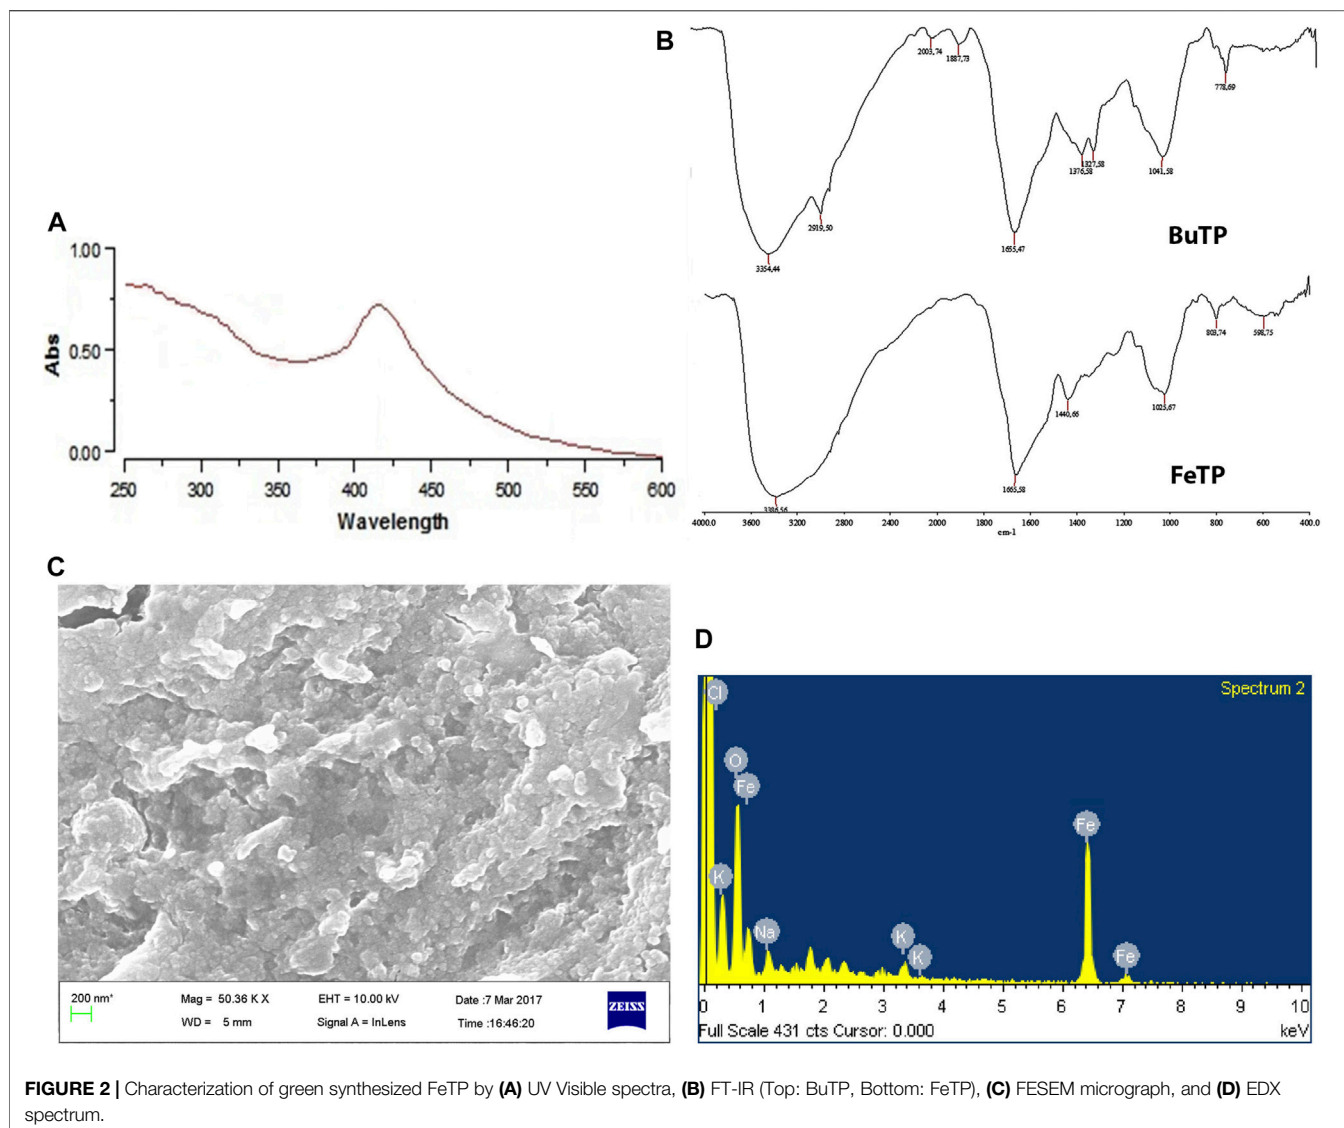 A
1.00
0.50
0.00
Abs
250 300 350 400 450 500 550 600
Wavelength
B
2003,74
1887,73
778,69
1327,58
1376,58
1041,58
2919,50
1655,47
3354,44
BuTP
803,74
598,75
1440,66
1025,67
1665,58
3386,56
FeTP
4000.0 3600 3200 2800 2400 2000 1800 1600 1400 1200 1000 800 600 400.0
cm-1
C
200 nm*
Mag = 50.36 K X
EHT = 10.00 kV
Date :7 Mar 2017
WD = 5 mm
Signal A = InLens
Time :16:46:20
ZEISS
D
Spectrum 2
Cl
O
Fe
K
Na
K
K
Fe
Fe
0 1 2 3 4 5 6 7 8 9 10
Full Scale 431 cts Cursor: 0.000
keV
FIGURE 2 | Characterization of green synthesized FeTP by (A) UV Visible spectra, (B) FT-IR (Top: BuTP, Bottom: FeTP), (C) FESEM micrograph, and (D) EDX
spectrum.